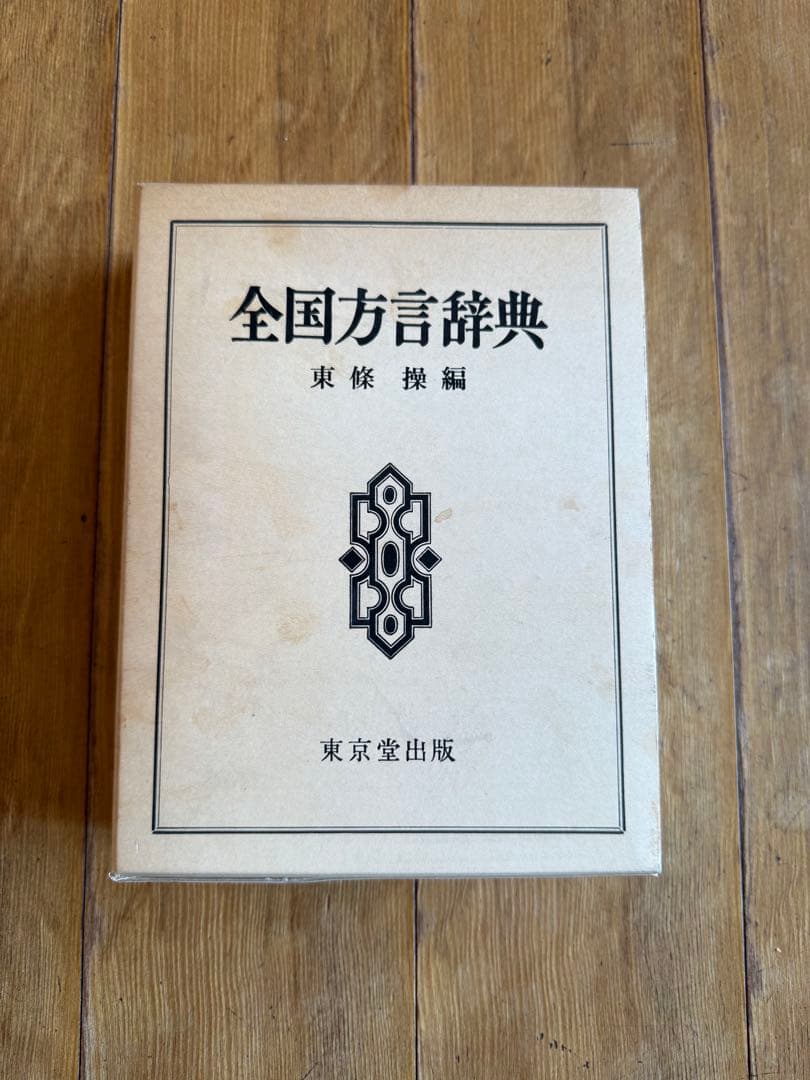 全国方言辞典
東條 操編
東京堂出版